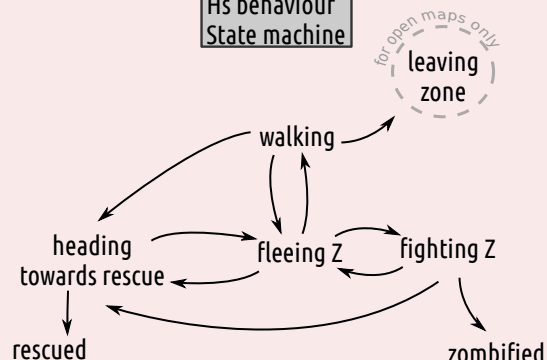 Hs behaviour
State machine
for open maps only
leaving
zone
walking
heading
towards rescue
fleeing Z
fighting Z
rescued
zombified